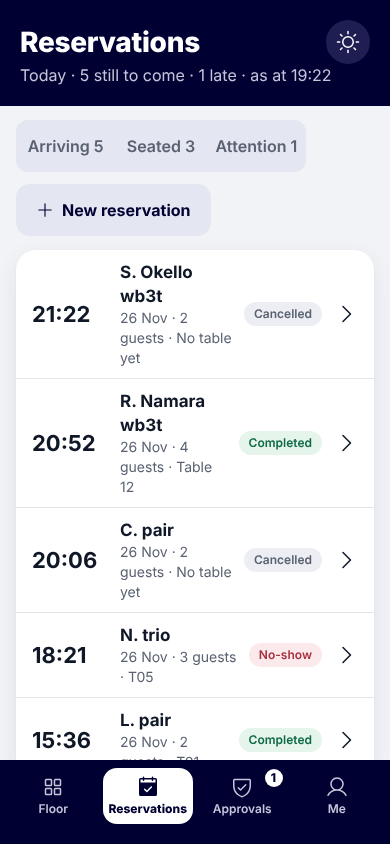 Reservations
Today · 5 still to come · 1 late · as at 19:22
Arriving 5
Seated 3
Attention 1
New reservation
21:22
S. Okello
wb3t
26 Nov · 2
guests · No table
yet
Cancelled
20:52
R. Namara
wb3t
26 Nov · 4
guests · Table
12
Completed
20:06
C. pair
26 Nov · 2
guests · No table
yet
Cancelled
18:21
N. trio
26 Nov · 3 guests
· T05
No-show
15:36
L. pair
26 Nov · 2
Completed
Floor
Reservations
1
Approvals
Me